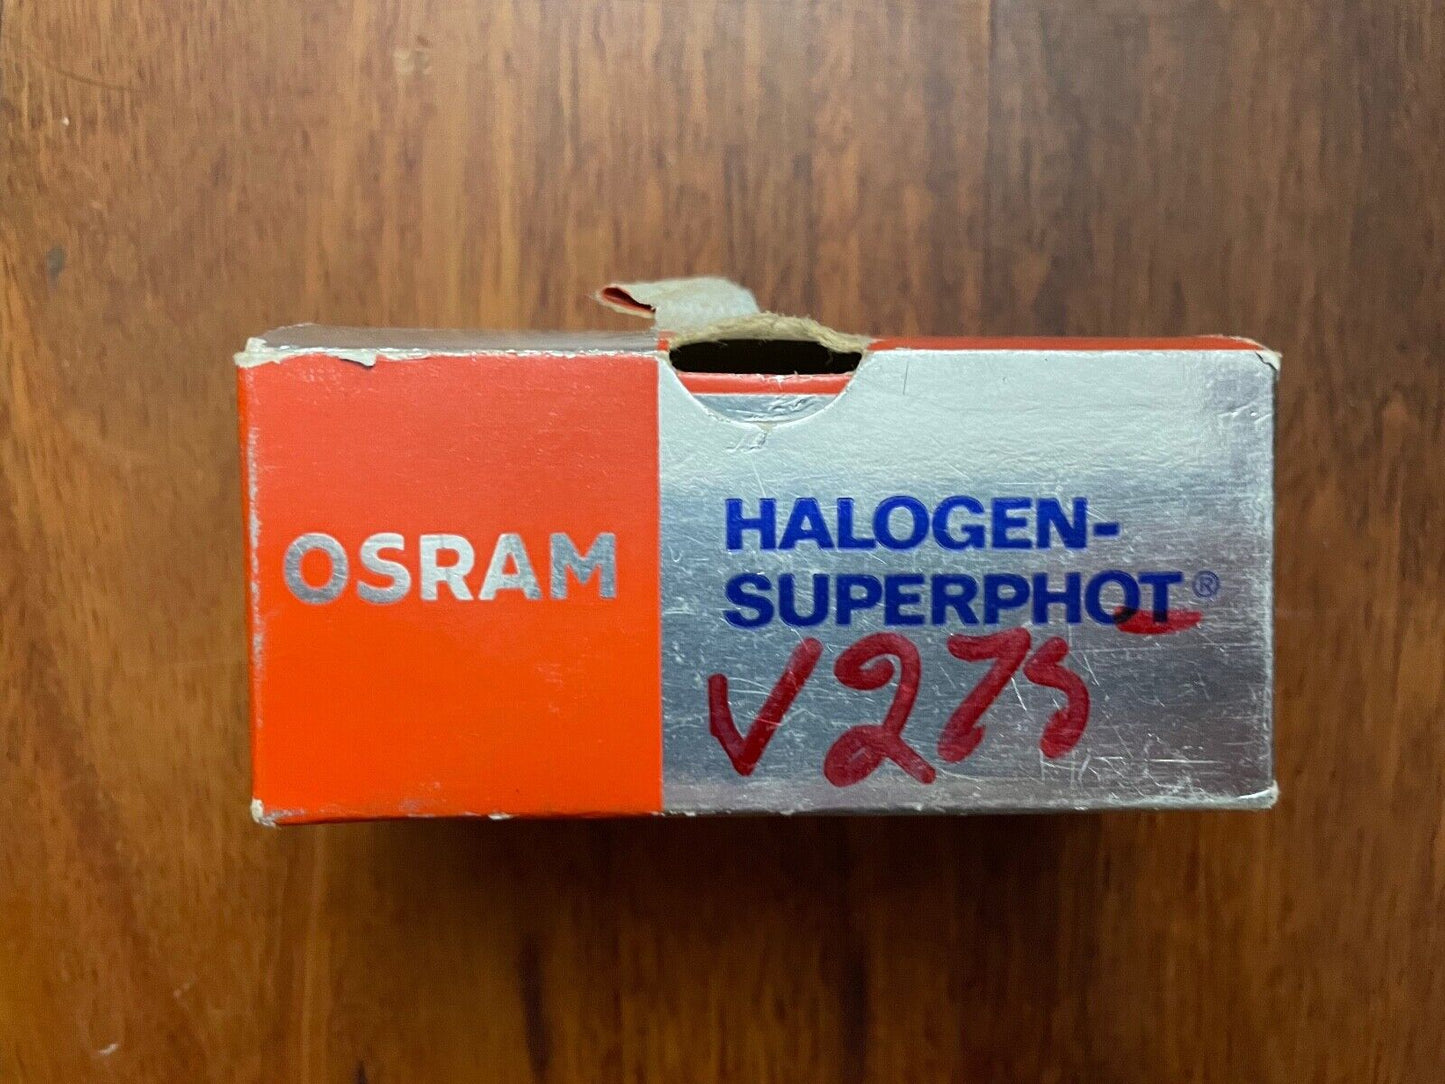 OSRAM
HALOGEN-
SUPERPHOT®
V275